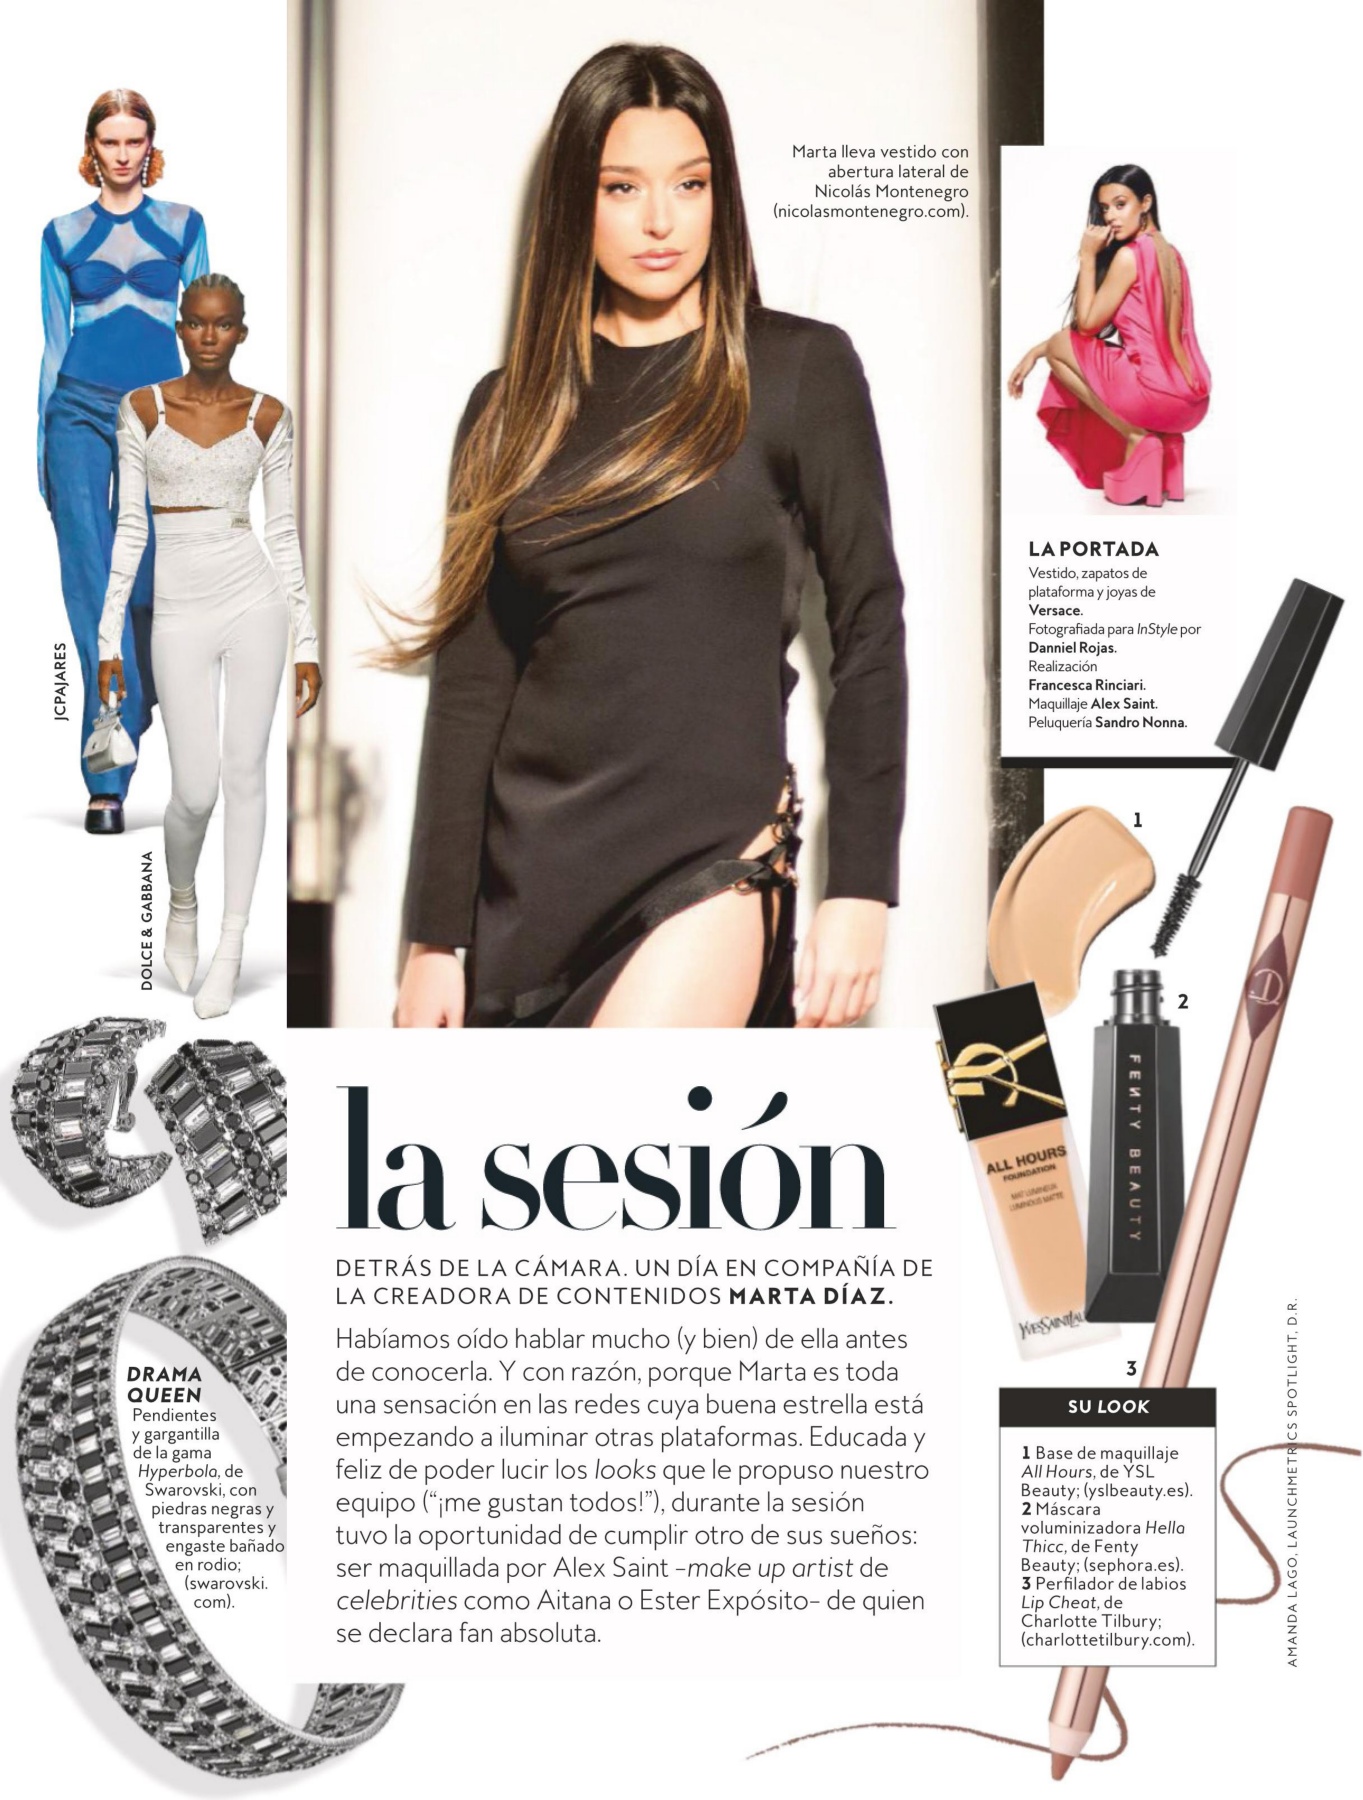 Marta lleva vestido con
abertura lateral de
Nicolás Montenegro
(nicolasmontenegro.com).
JCPAJARES
DOLCE & GABBANA
LA PORTADA
Vestido, zapatos de
plataforma y joyas de
Versace.
Fotografiada para InStyle por
Danniel Rojas.
Realización
Francesca Rinciari.
Maquillaje Alex Saint.
Peluquería Sandro Nonna.
1
2
3
FENTY BEAUTY
ALL HOURS
FOUNDATION
MAT LUMINEUX
LUMINOUS MATTE
la sesión
DETRÁS DE LA CÁMARA. UN DÍA EN COMPAÑÍA DE
LA CREADORA DE CONTENIDOS MARTA DÍAZ.
Habíamos oído hablar mucho (y bien) de ella antes
de conocerla. Y con razón, porque Marta es toda
una sensación en las redes cuya buena estrella está
empezando a iluminar otras plataformas. Educada y
feliz de poder lucir los looks que le propuso nuestro
equipo (“¡me gustan todos!”), durante la sesión
tuvo la oportunidad de cumplir otro de sus sueños:
ser maquillada por Alex Saint –make up artist de
celebrities como Aitana o Ester Expósito– de quien
se declara fan absoluta.
DRAMA
QUEEN
Pendientes
y gargantilla
de la gama
Hyperbola, de
Swarovski, con
piedras negras y
transparentes y
engaste bañado
en rodio;
(swarovski.
com).
SU LOOK
1 Base de maquillaje
All Hours, de YSL
Beauty; (yslbeauty.es).
2 Máscara
voluminizadora Hella
Thicc, de Fenty
Beauty; (sephora.es).
3 Perfilador de labios
Lip Cheat, de
Charlotte Tilbury;
(charlottetilbury.com).
AMANDA LAGO, LAUNCHMETRICS SPOTLIGHT, D.R.